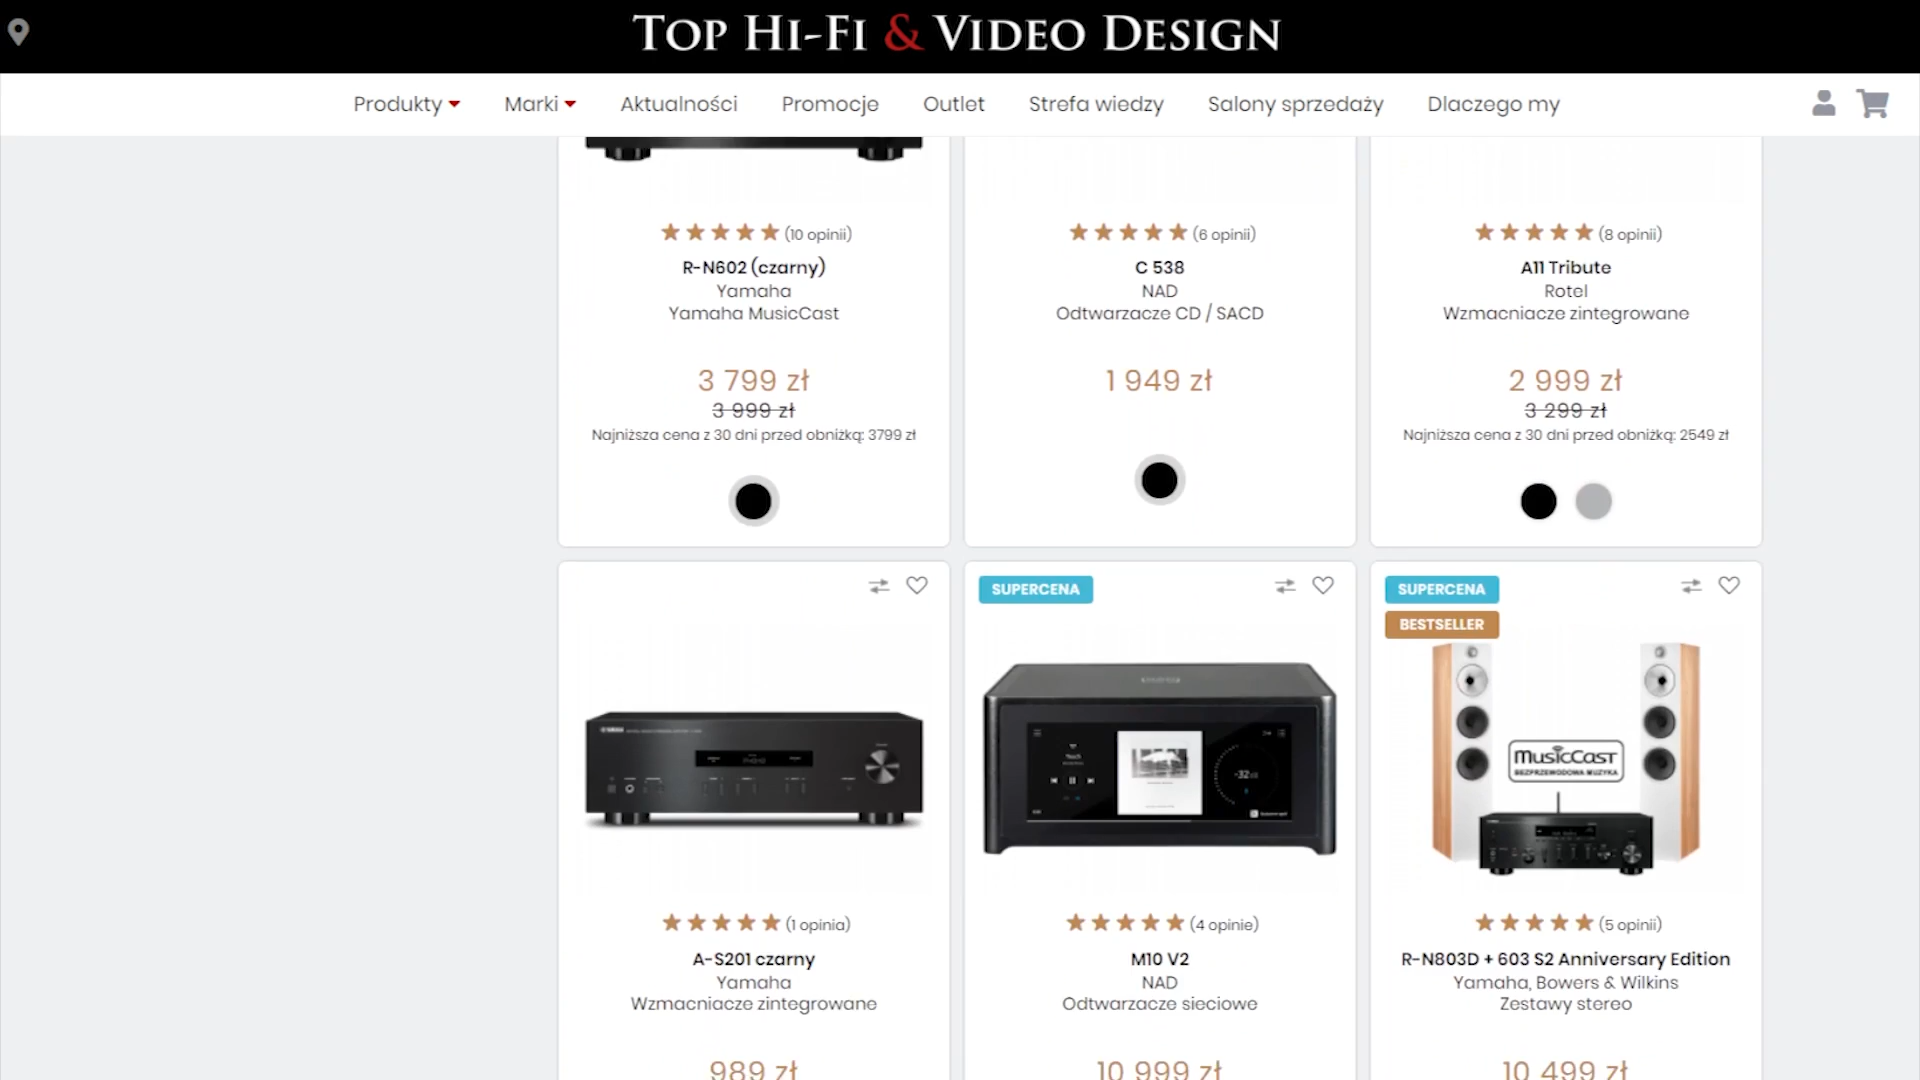 TOP HI-FI & VIDEO DESIGN
Produkty Marki Aktualności Promocje Outlet Strefa wiedzy Salony sprzedaży Dlaczego my
(10 opinii)
R-N602 (czarny)
Yamaha
Yamaha MusicCast
3 799 zł
3 999 zł
Najniższa cena z 30 dni przed obniżką: 3799 zł
(6 opinii)
C 538
NAD
Odtwarzacze CD / SACD
1 949 zł
(8 opinii)
A11 Tribute
Rotel
Wzmacniacze zintegrowane
2 999 zł
3 299 zł
Najniższa cena z 30 dni przed obniżką: 2549 zł
(1 opinia)
A-S201 czarny
Yamaha
Wzmacniacze zintegrowane
989 zł
SUPERCENA
-32
(4 opinie)
M10 V2
NAD
Odtwarzacze sieciowe
10 999 zł
SUPERCENA
BESTSELLER
MUSICCAST
BEZPRZEWODOWA MUZYKA
(5 opinii)
R-N803D + 603 S2 Anniversary Edition
Yamaha, Bowers & Wilkins
Zestawy stereo
10 499 zł